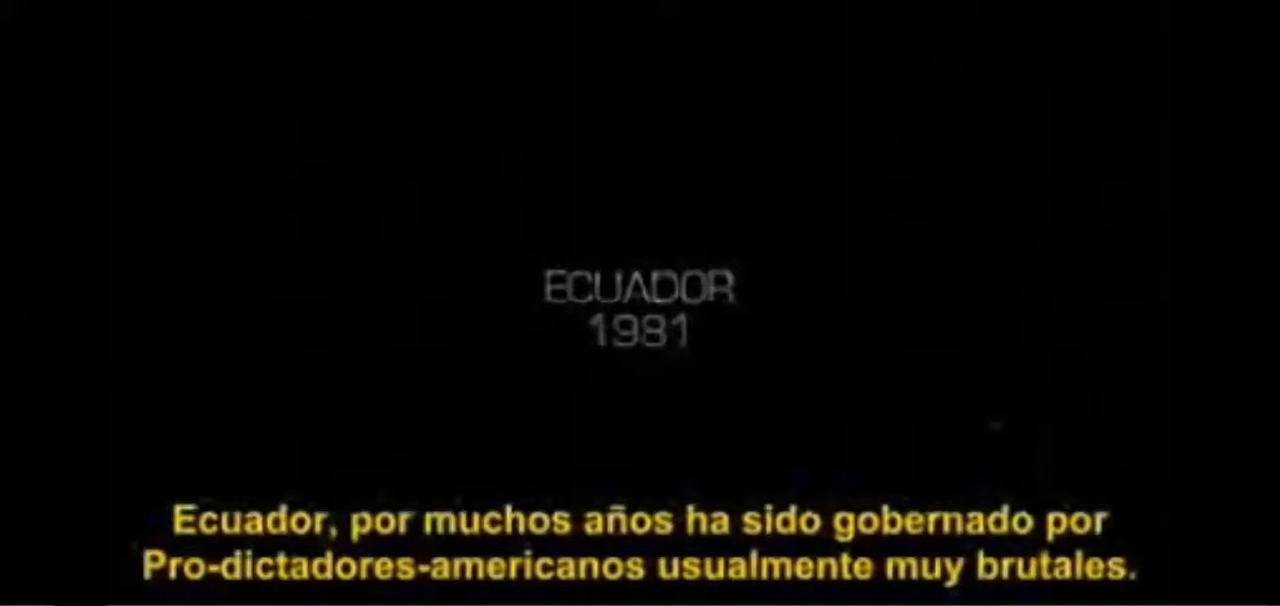 ECUADOR
1981
Ecuador, por muchos años ha sido gobernado por
Pro-dictadores-americanos usualmente muy brutales.